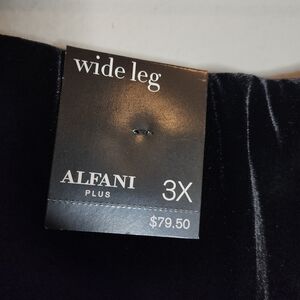 wide leg
ALFANI
PLUS
3X
$79.50